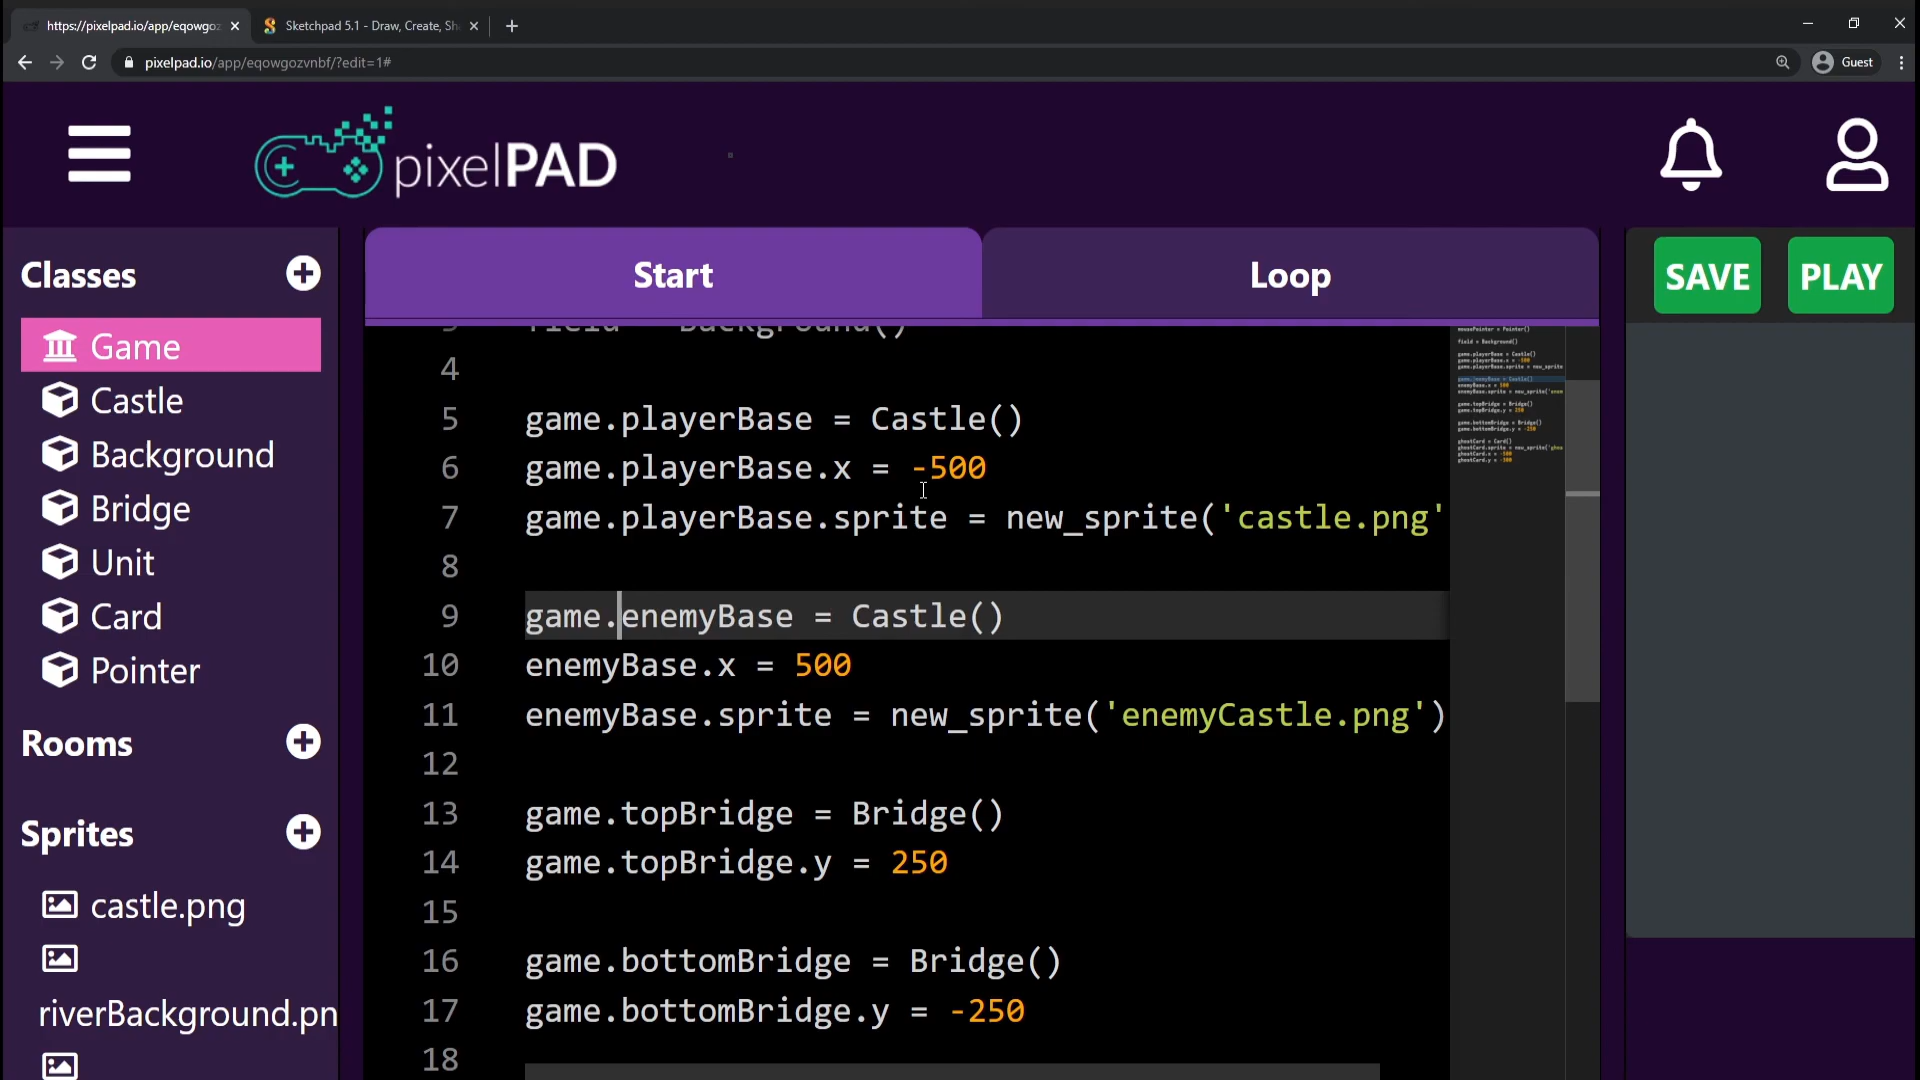 https://pixelpad.io/app/eqowgoz
Sketchpad 5.1 - Draw, Create, Sh
pixelpad.io/app/eqowgozvnbf/?edit=1#
Guest
pixelPAD
Classes
Game
Castle
Background
Bridge
Unit
Card
Pointer
Rooms
Sprites
castle.png
riverBackground.pn
Start
Loop
SAVE
PLAY
3 field = Background()
4
5 game.playerBase = Castle()
6 game.playerBase.x = -500
7 game.playerBase.sprite = new_sprite('castle.png'
8
9 game.enemyBase = Castle()
10 enemyBase.x = 500
11 enemyBase.sprite = new_sprite('enemyCastle.png')
12
13 game.topBridge = Bridge()
14 game.topBridge.y = 250
15
16 game.bottomBridge = Bridge()
17 game.bottomBridge.y = -250
18